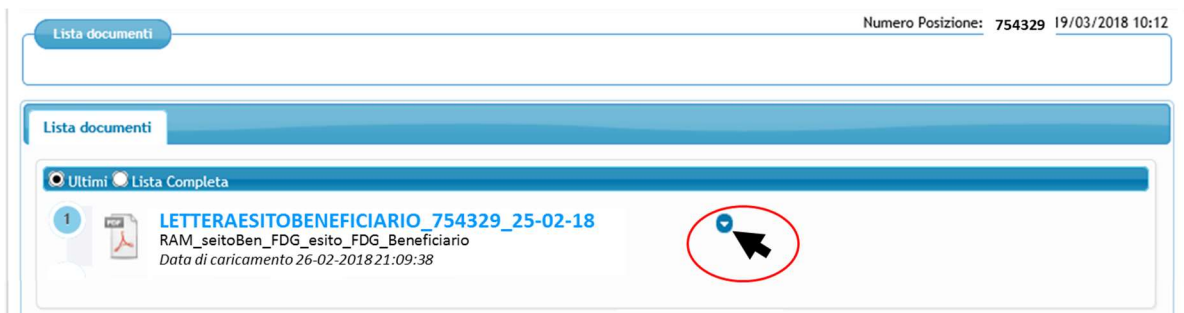 Lista documenti
Numero Posizione: 754329 19/03/2018 10:12
Lista documenti
Ultimi Lista Completa
1
PDF
LETTERAESITOBENEFICIARIO_754329_25-02-18
RAM_seitoBen_FDG_esito_FDG_Beneficiario
Data di caricamento 26-02-2018 21:09:38